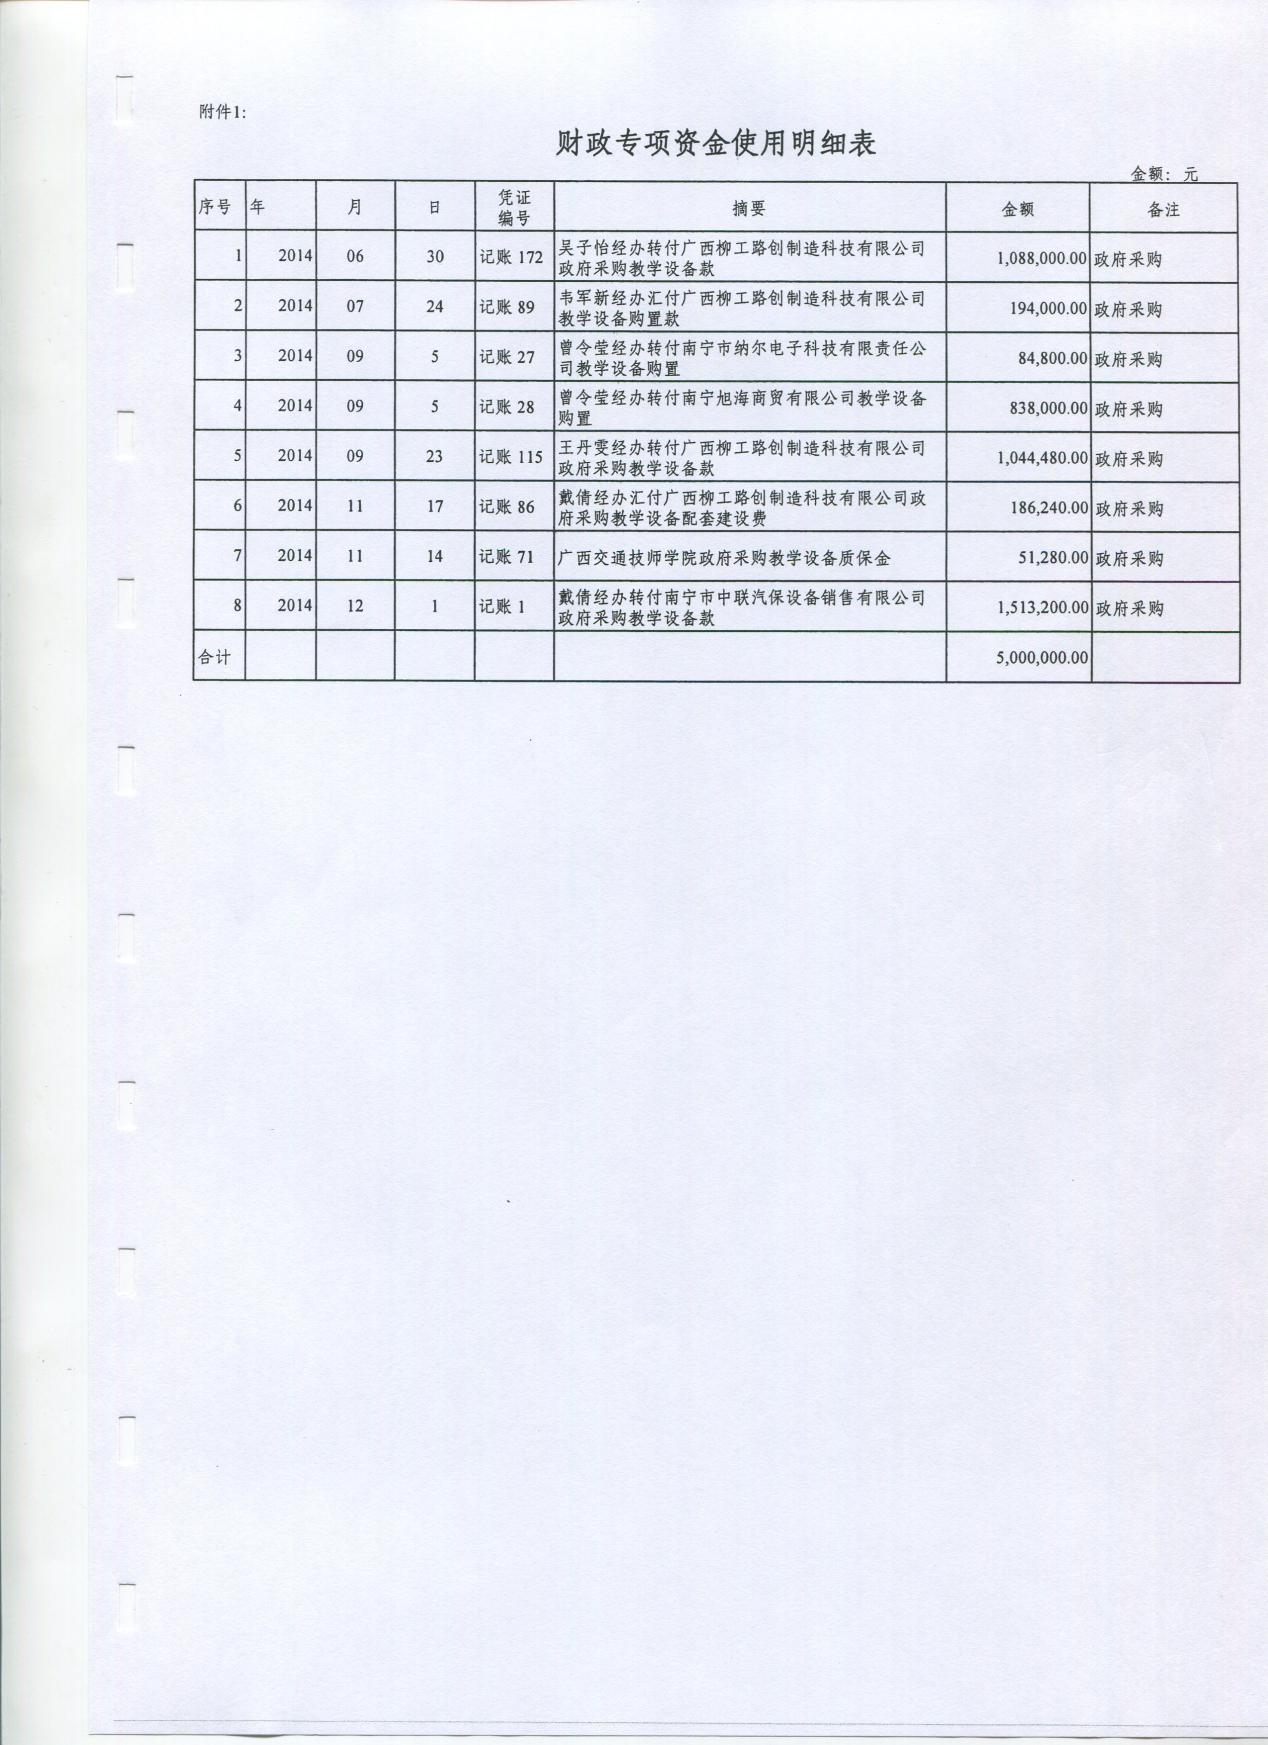 附件1:
财政专项资金使用明细表
金额：元
序号 年 月 日 凭证编号 摘要 金额 备注
1 2014 06 30 记账 172 吴子怡经办转付广西柳工路创制造科技有限公司
政府采购教学设备款 1,088,000.00 政府采购
2 2014 07 24 记账 89 韦军新经办汇付广西柳工路创制造科技有限公司
教学设备购置款 194,000.00 政府采购
3 2014 09 5 记账 27 曾令莹经办转付南宁市纳尔电子科技有限责任公
司教学设备购置 84,800.00 政府采购
4 2014 09 5 记账 28 曾令莹经办转付南宁旭海商贸有限公司教学设备
购置 838,000.00 政府采购
5 2014 09 23 记账 115 王丹雯经办转付广西柳工路创制造科技有限公司
政府采购教学设备款 1,044,480.00 政府采购
6 2014 11 17 记账 86 戴倩经办汇付广西柳工路创制造科技有限公司政
府采购教学设备配套建设费 186,240.00 政府采购
7 2014 11 14 记账 71 广西交通技师学院政府采购教学设备质保金 51,280.00 政府采购
8 2014 12 1 记账 1 戴倩经办转付南宁市中联汽保设备销售有限公司
政府采购教学设备款 1,513,200.00 政府采购
合计 5,000,000.00